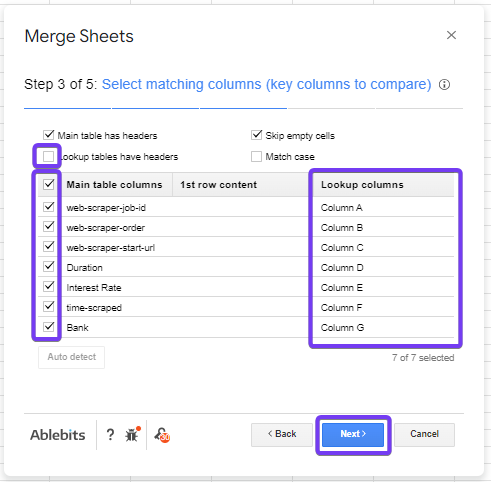 Merge Sheets
Step 3 of 5: Select matching columns (key columns to compare)
Main table has headers Skip empty cells
Lookup tables have headers Match case
Main table columns 1st row content Lookup columns
web-scraper-job-id Column A
web-scraper-order Column B
web-scraper-start-url Column C
Duration Column D
Interest Rate Column E
time-scraped Column F
Bank Column G
Auto detect 7 of 7 selected
Ablebits ? 30 < Back Next > Cancel